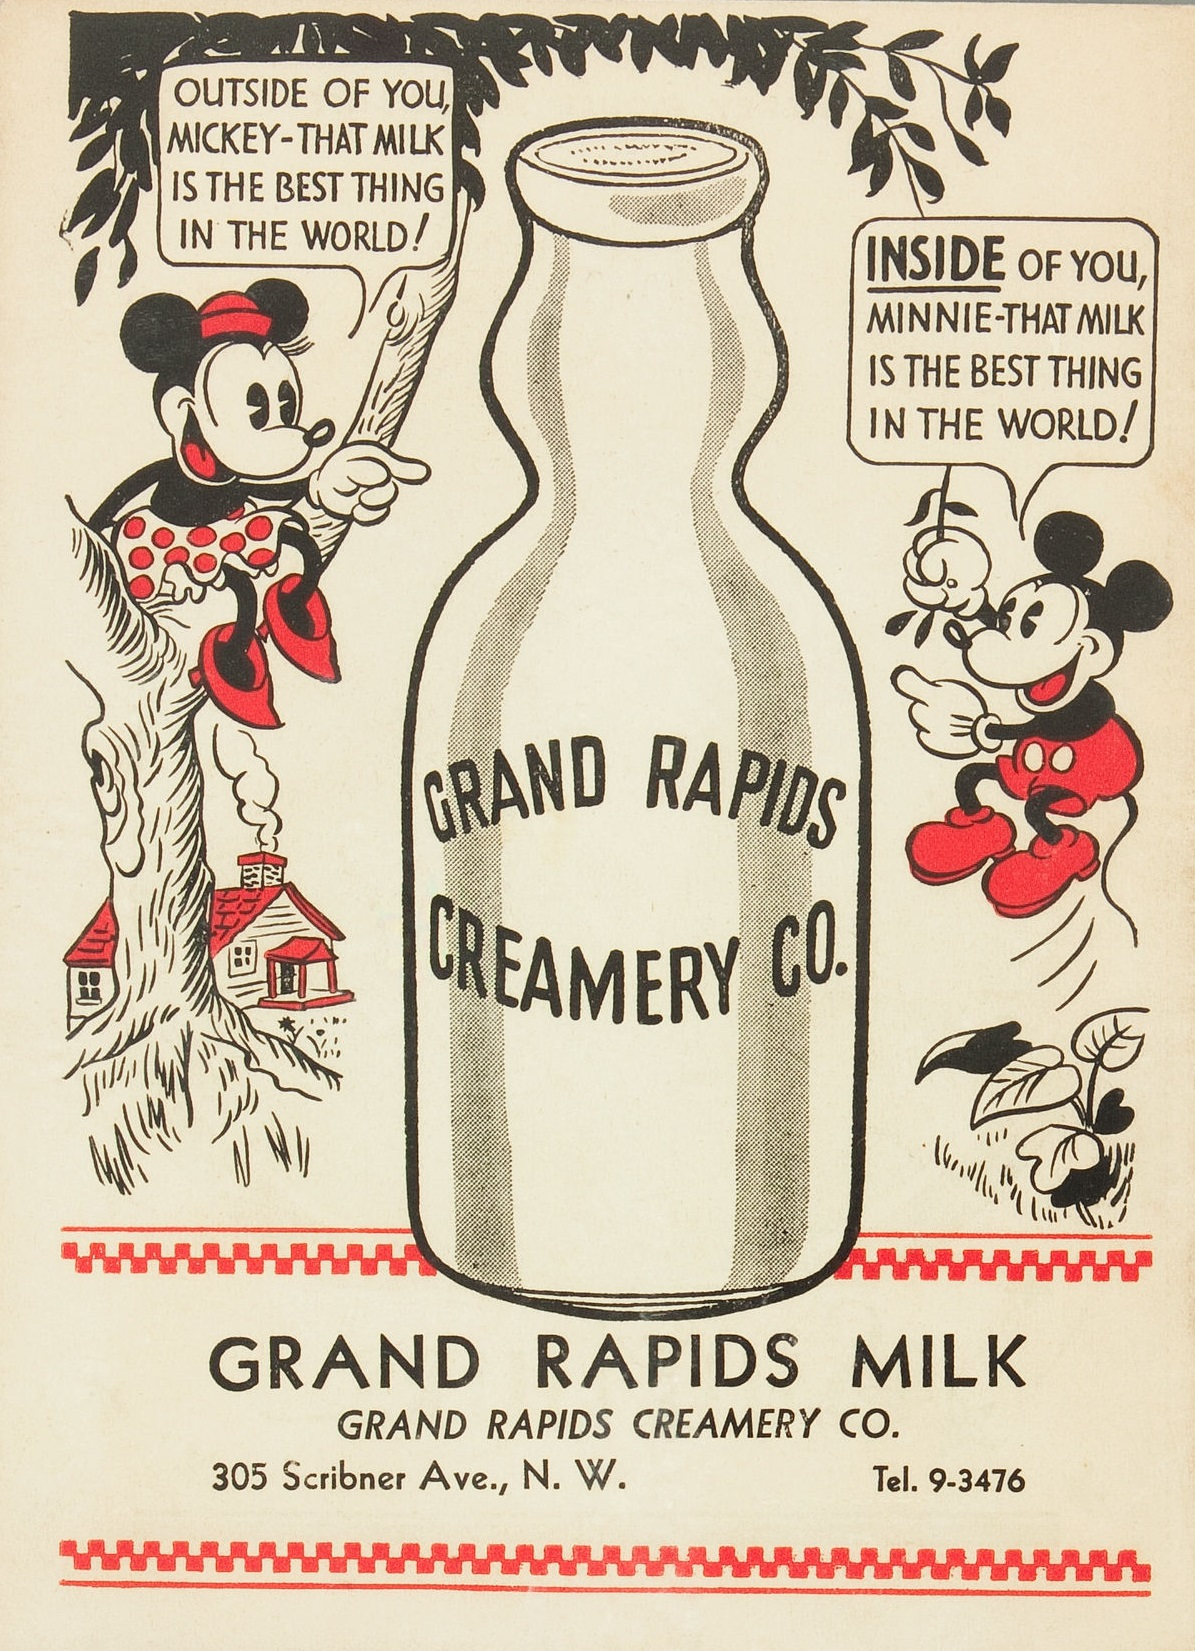 OUTSIDE OF YOU,
MICKEY-THAT MILK
IS THE BEST THING
IN THE WORLD!
INSIDE OF YOU,
MINNIE-THAT MILK
IS THE BEST THING
IN THE WORLD!
GRAND RAPIDS
CREAMERY CO.
GRAND RAPIDS MILK
GRAND RAPIDS CREAMERY CO.
305 Scribner Ave., N. W.
Tel. 9-3476